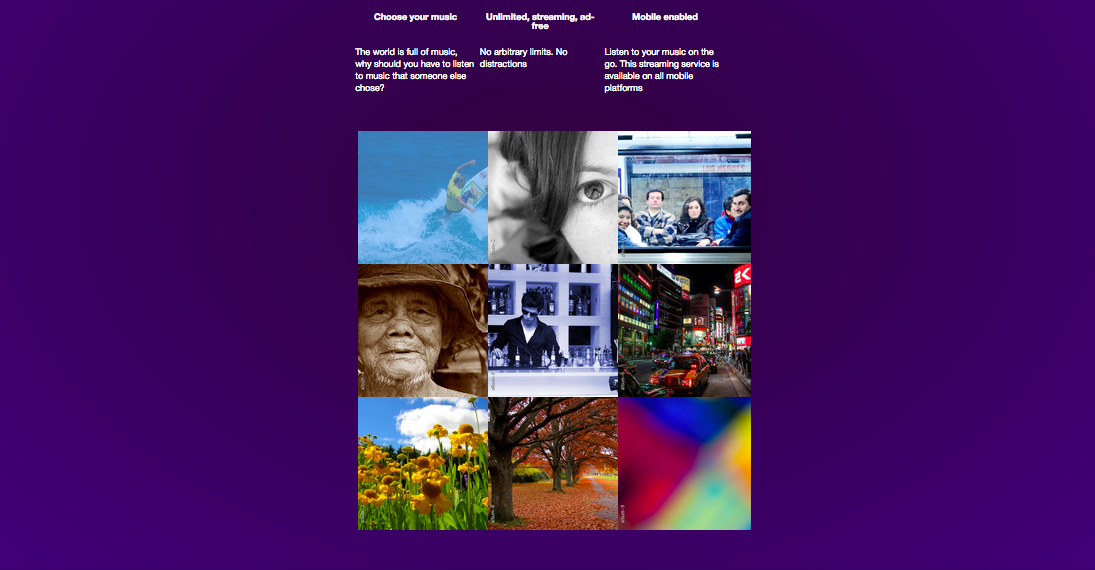 Choose your music
Unlimited, streaming, ad-
free
Mobile enabled
The world is full of music,
why should you have to listen
to music that someone else
chose?
No arbitrary limits. No
distractions
Listen to your music on the
go. This streaming service is
available on all mobile
platforms